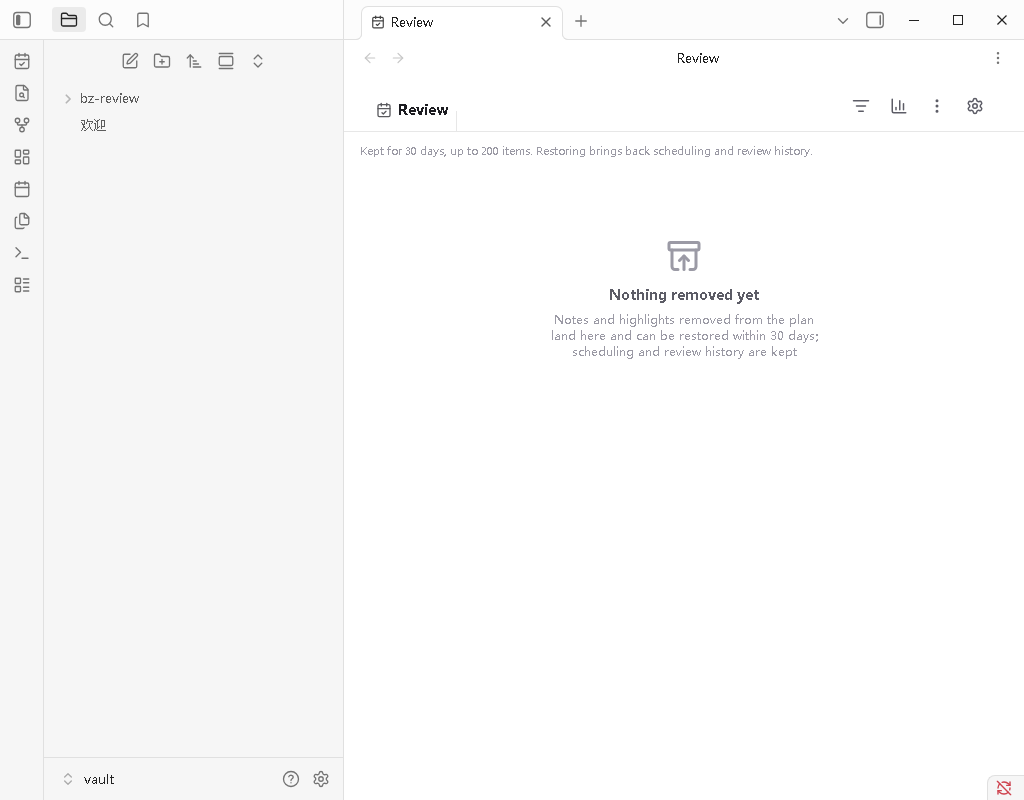 Review
Review
bz-review
欢迎
Review
Kept for 30 days, up to 200 items. Restoring brings back scheduling and review history.
Nothing removed yet
Notes and highlights removed from the plan
land here and can be restored within 30 days;
scheduling and review history are kept
vault